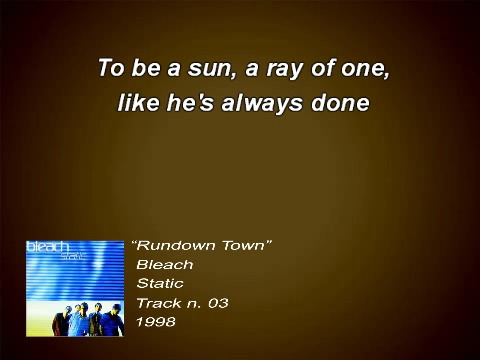 To be a sun, a ray of one,
like he's always done
bleach
static
“Rundown Town”
Bleach
Static
Track n. 03
1998